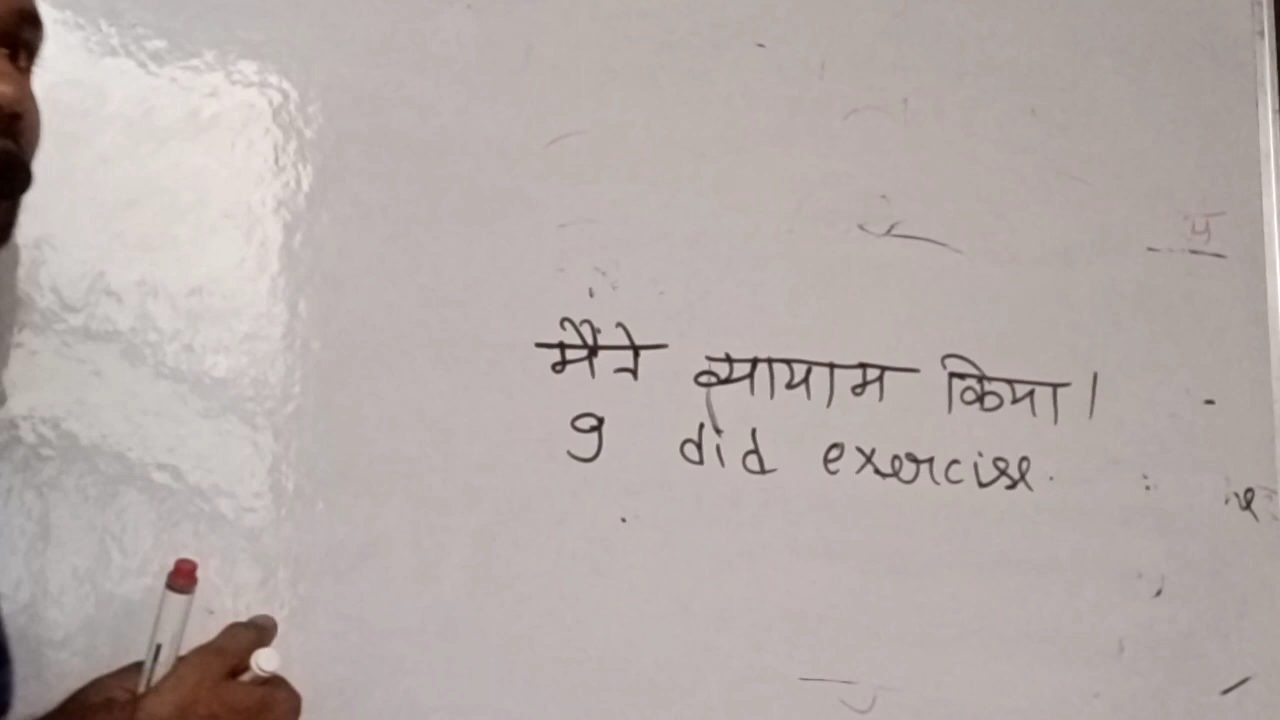 मैंने व्यायाम किया।
I did exercise.